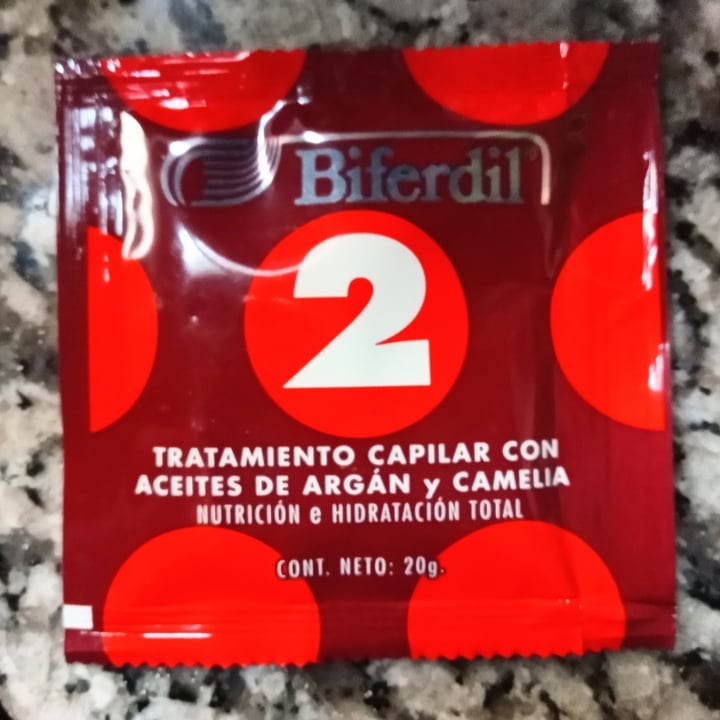 Biferdil
2
TRATAMIENTO CAPILAR CON
ACEITES DE ARGÁN y CAMELIA
NUTRICIÓN e HIDRATACIÓN TOTAL
CONT. NETO: 20g.